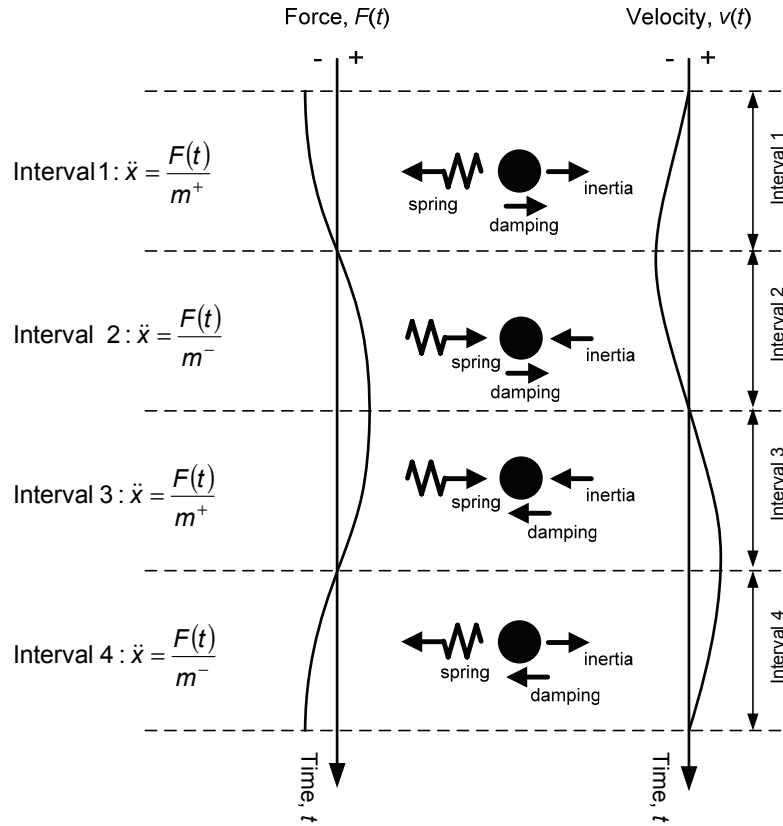 Force, F(t)
Velocity, v(t)
- +
- +
Interval 1 : ẍ = F(t) / m⁺
spring
damping
inertia
Interval 1
Interval 2 : ẍ = F(t) / m⁻
spring
damping
inertia
Interval 2
Interval 3 : ẍ = F(t) / m⁺
spring
damping
inertia
Interval 3
Interval 4 : ẍ = F(t) / m⁻
spring
damping
inertia
Interval 4
Time, t
Time, t